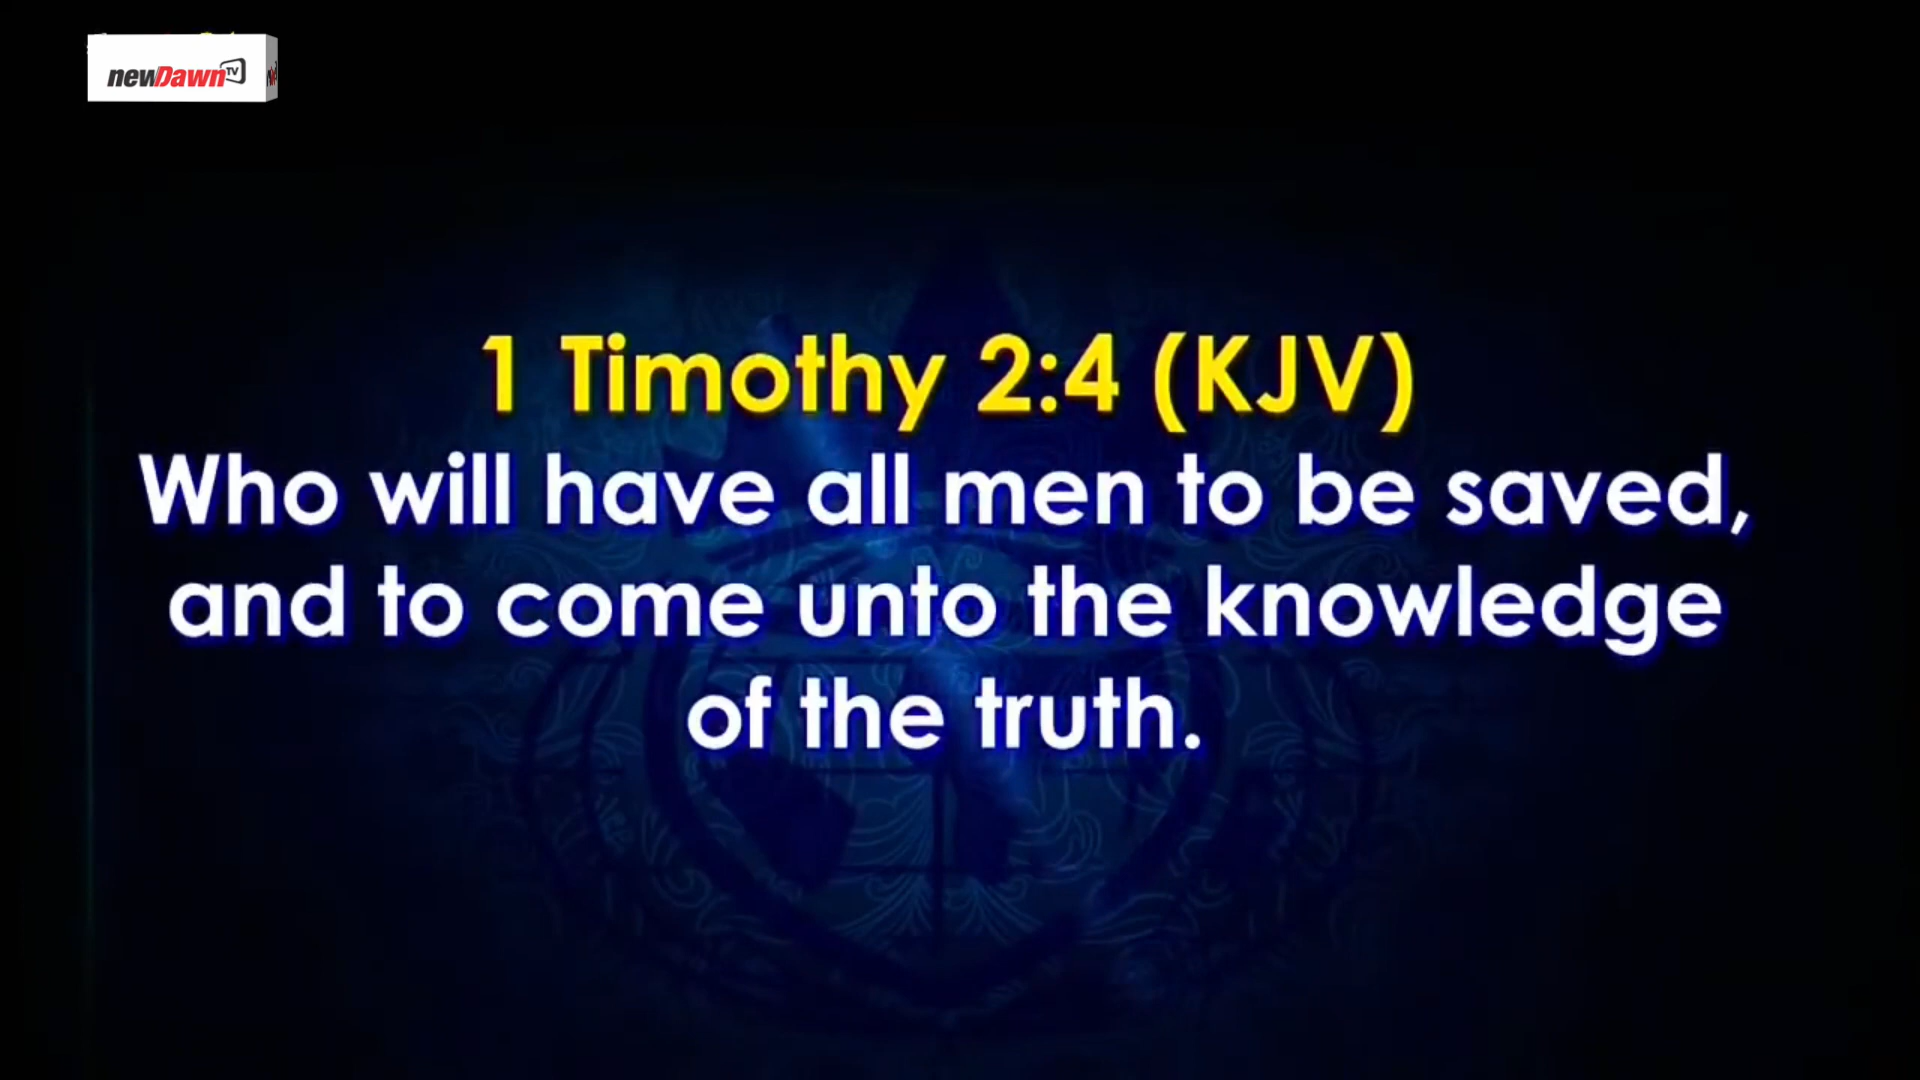 newDawn TV
1 Timothy 2:4 (KJV)
Who will have all men to be saved,
and to come unto the knowledge
of the truth.